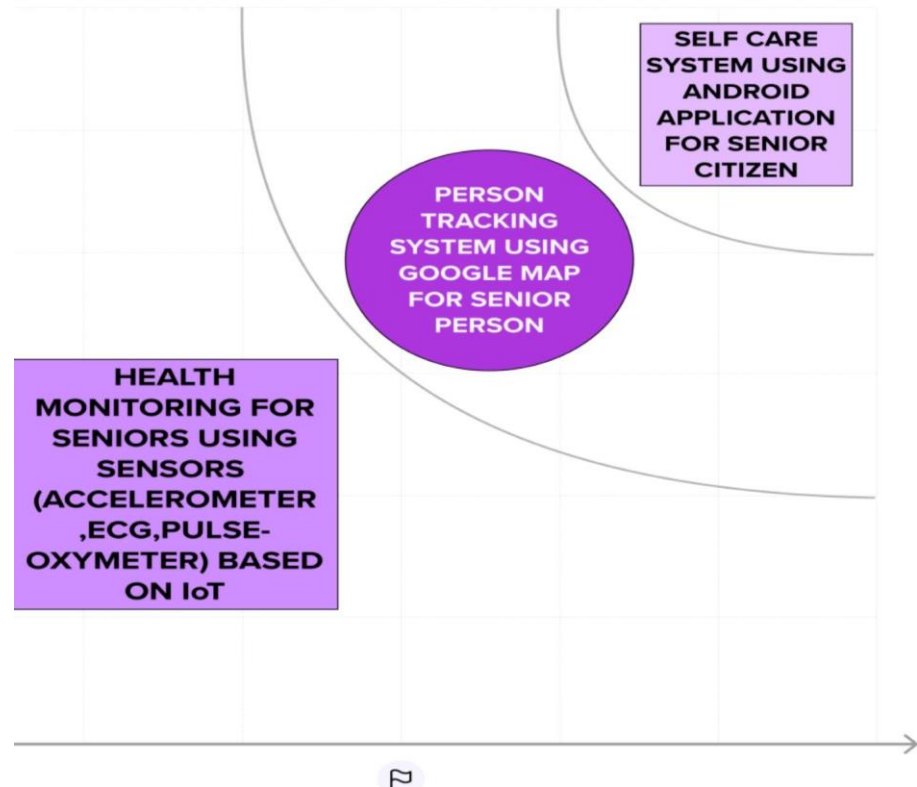 SELF CARE
SYSTEM USING
ANDROID
APPLICATION
FOR SENIOR
CITIZEN
PERSON
TRACKING
SYSTEM USING
GOOGLE MAP
FOR SENIOR
PERSON
HEALTH
MONITORING FOR
SENIORS USING
SENSORS
(ACCELEROMETER
,ECG,PULSE-
OXYMETER) BASED
ON IoT